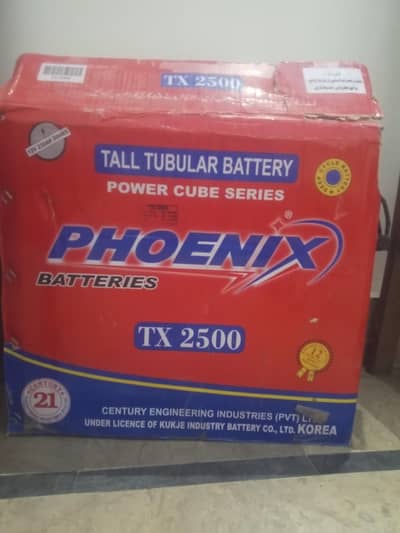 TX 2500
TALL TUBULAR BATTERY
POWER CUBE SERIES
PHOENIX
®
BATTERIES
TX 2500
CENTURY
21
CENTURY ENGINEERING INDUSTRIES (PVT)
UNDER LICENCE OF KUKJE INDUSTRY BATTERY CO., LTD. KOREA